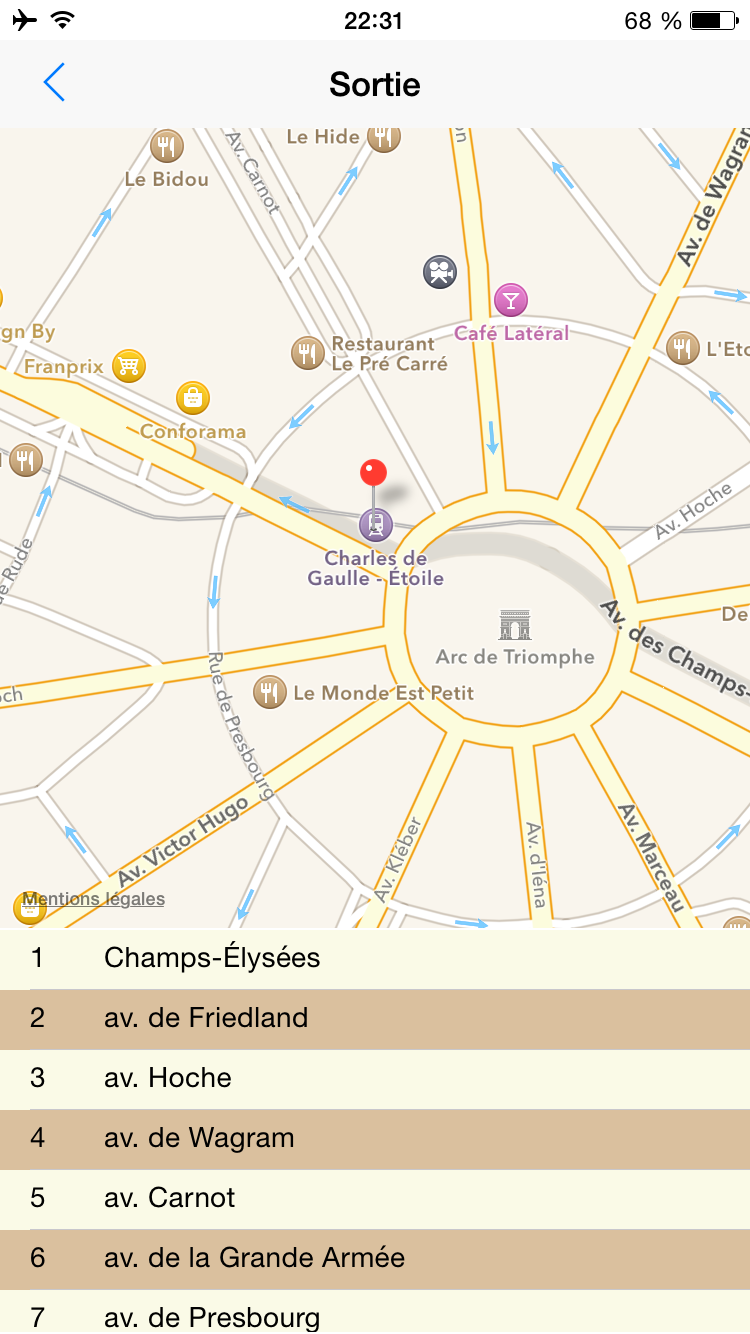 22:31
68 %
Sortie
Le Hide
Le Bidou
Av. Carnot
Av. de Wagram
Café Latéral
gn By
Restaurant
Le Pré Carré
L'Eto
Franprix
Conforama
Av. Hoche
de Rude
Charles de
Gaulle - Étoile
Av. des Champs-
De
Arc de Triomphe
och
Le Monde Est Petit
Rue de Presbourg
Av. Victor Hugo
Av. Kléber
Av. d'Iéna
Av. Marceau
Mentions légales
1 Champs-Élysées
2 av. de Friedland
3 av. Hoche
4 av. de Wagram
5 av. Carnot
6 av. de la Grande Armée
7 av. de Presbourg